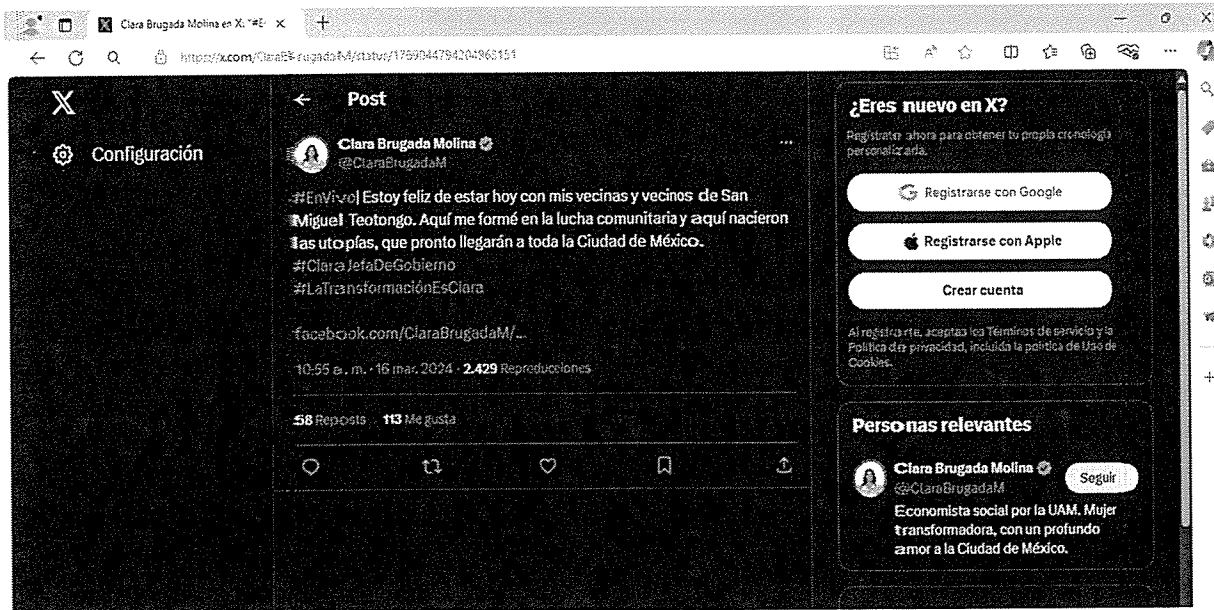 Clara Brugada Molina en X: "#E
https://x.com/ClaraBrugadaM/status/
Configuración
Post
Clara Brugada Molina
@ClaraBrugadaM
#EnVivo| Estoy feliz de estar hoy con mis vecinas y vecinos de San
Miguel Teotongo. Aquí me formé en la lucha comunitaria y aquí nacieron
las utopías, que pronto llegarán a toda la Ciudad de México.
#ClaraJefaDeGobierno
#LaTransformaciónEsClara
facebook.com/ClaraBrugadaM/...
10:55 a. m. · 16 mar. 2024 · 2.429 Reproducciones
58 Reposts 113 Me gusta
¿Eres nuevo en X?
Regístrate ahora para obtener tu propia cronología
personalizada.
Registrarse con Google
Registrarse con Apple
Crear cuenta
Al registrarte, aceptas los Términos de servicio y la
Política de privacidad, incluida la política de Uso de
Cookies.
Personas relevantes
Clara Brugada Molina
@ClaraBrugadaM
Seguir
Economista social por la UAM. Mujer
transformadora, con un profundo
amor a la Ciudad de México.